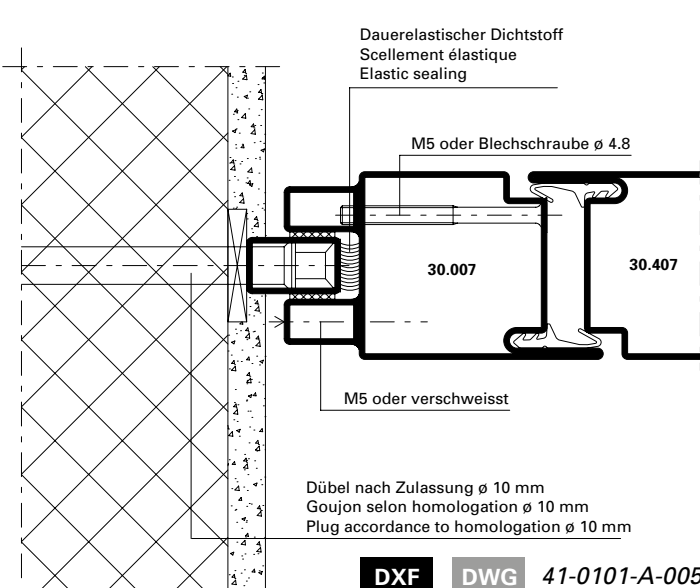 Dauerelastischer Dichtstoff
Scellement élastique
Elastic sealing
M5 oder Blechschraube ø 4.8
30.007
30.407
M5 oder verschweisst
Dübel nach Zulassung ø 10 mm
Goujon selon homologation ø 10 mm
Plug accordance to homologation ø 10 mm
DXF DWG 41-0101-A-005